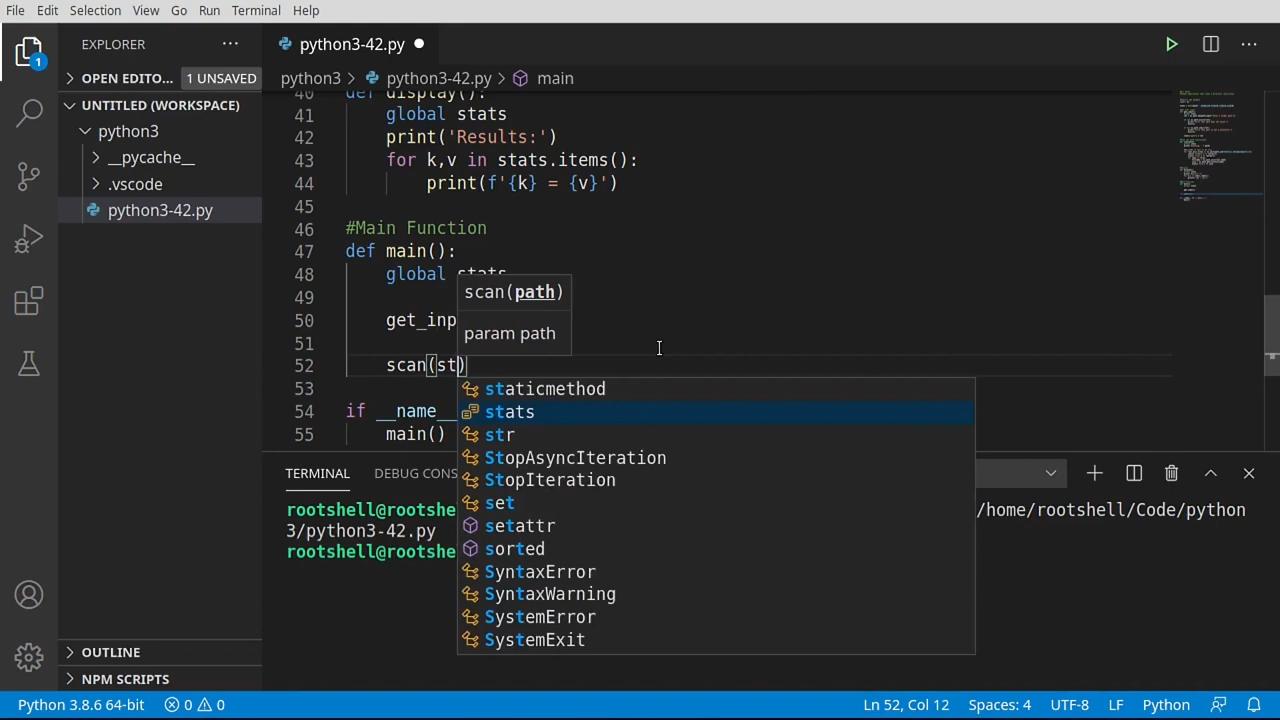 File Edit Selection View Go Run Terminal Help
EXPLORER
python3-42.py
1
OPEN EDITO... 1 UNSAVED
python3 python3-42.py main
UNTITLED (WORKSPACE)
python3
__pycache__
.vscode
python3-42.py
40 def display():
41 global stats
42 print('Results:')
43 for k,v in stats.items():
44 print(f'{k} = {v}')
45
46 #Main Function
47 def main():
48 global stats
49
50 get_inp
51
52 scan(st)
53
54 if __name__
55 main()
scan(path)
param path
staticmethod
stats
str
StopAsyncIteration
StopIteration
set
setattr
sorted
SyntaxError
SyntaxWarning
SystemError
SystemExit
TERMINAL DEBUG CONS
rootshell@rootshe /home/rootshell/Code/python
3/python3-42.py
rootshell@rootshe
OUTLINE
NPM SCRIPTS
Python 3.8.6 64-bit 0 0 Ln 52, Col 12 Spaces: 4 UTF-8 LF Python